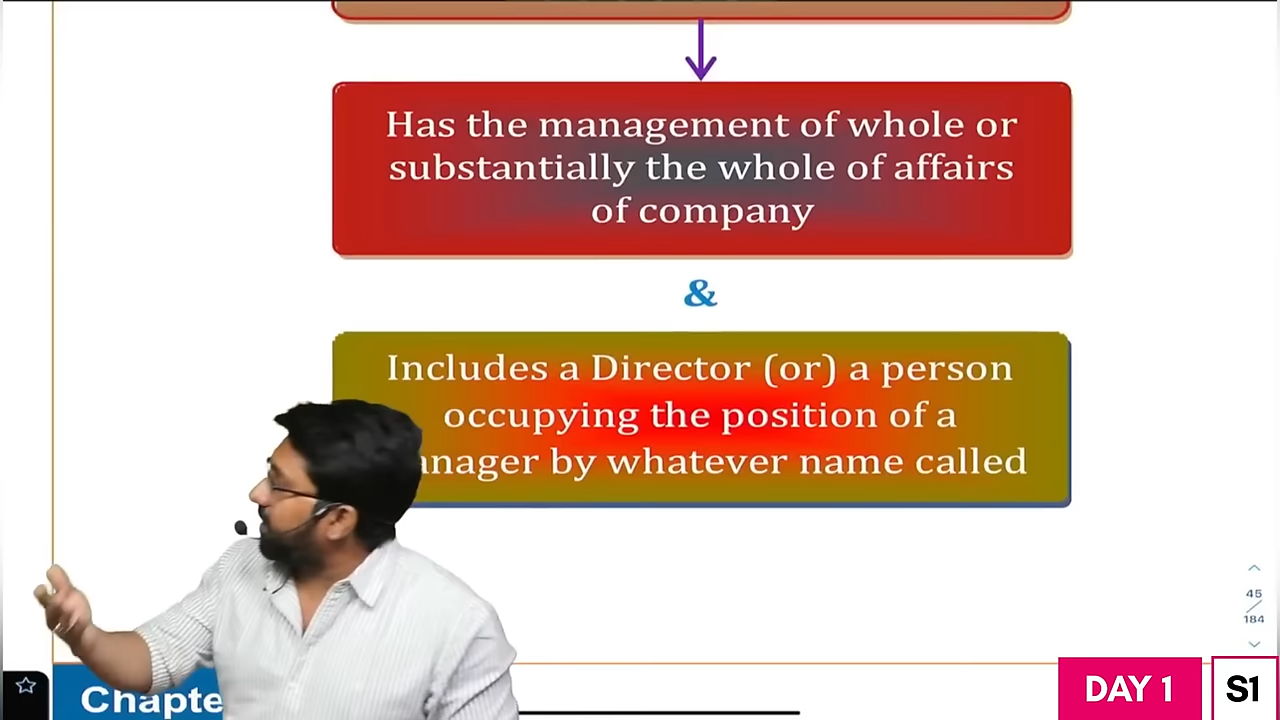 Has the management of whole or
substantially the whole of affairs
of company
&
Includes a Director (or) a person
occupying the position of a
anager by whatever name called
45
184
Chapte
DAY 1
S1